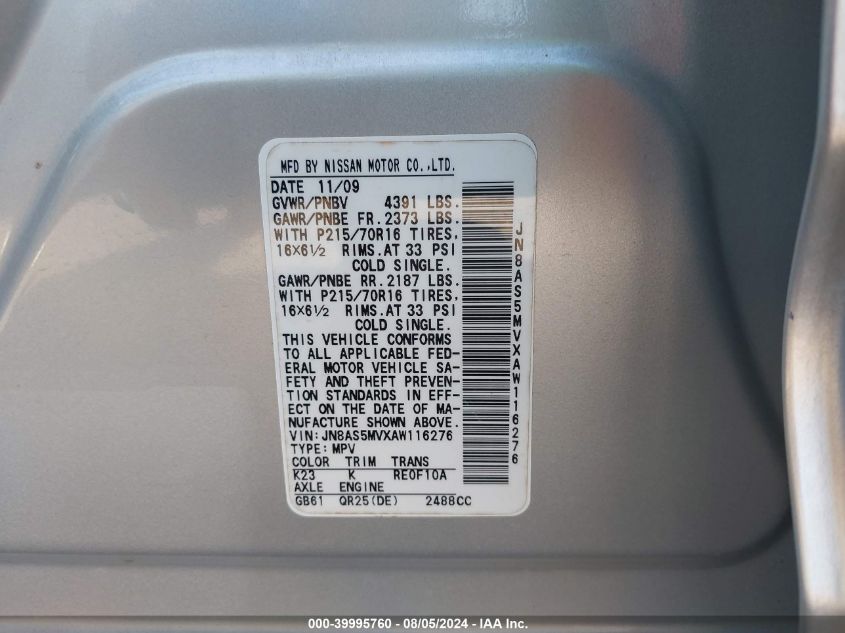 MFD BY NISSAN MOTOR CO.,LTD.
DATE 11/09
GVWR/PNBV 4391 LBS.
GAWR/PNBE FR.2373 LBS.
WITH P215/70R16 TIRES,
16X6½ RIMS.AT 33 PSI
COLD SINGLE.
GAWR/PNBE RR.2187 LBS.
WITH P215/70R16 TIRES,
16X6½ RIMS.AT 33 PSI
COLD SINGLE.
THIS VEHICLE CONFORMS
TO ALL APPLICABLE FED-
ERAL MOTOR VEHICLE SA-
FETY AND THEFT PREVEN-
TION STANDARDS IN EFF-
ECT ON THE DATE OF MA-
NUFACTURE SHOWN ABOVE.
VIN:JN8AS5MVXAW116276
TYPE:MPV
COLOR TRIM TRANS
K23 K RE0F10A
AXLE ENGINE
GB61 QR25(DE) 2488CC
JN8AS5MVXAW116276
000-39995760 - 08/05/2024 - IAA Inc.